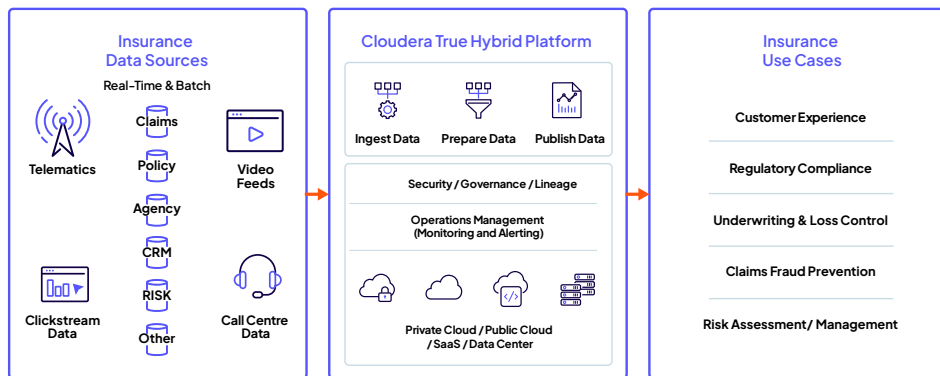 Insurance
Data Sources
Real-Time & Batch
Telematics
Claims
Policy
Agency
CRM
RISK
Other
Video
Feeds
Clickstream
Data
Call Centre
Data
Cloudera True Hybrid Platform
Ingest Data
Prepare Data
Publish Data
Security / Governance / Lineage
Operations Management
(Monitoring and Alerting)
</>
Private Cloud / Public Cloud
/ SaaS / Data Center
Insurance
Use Cases
Customer Experience
Regulatory Compliance
Underwriting & Loss Control
Claims Fraud Prevention
Risk Assessment/ Management